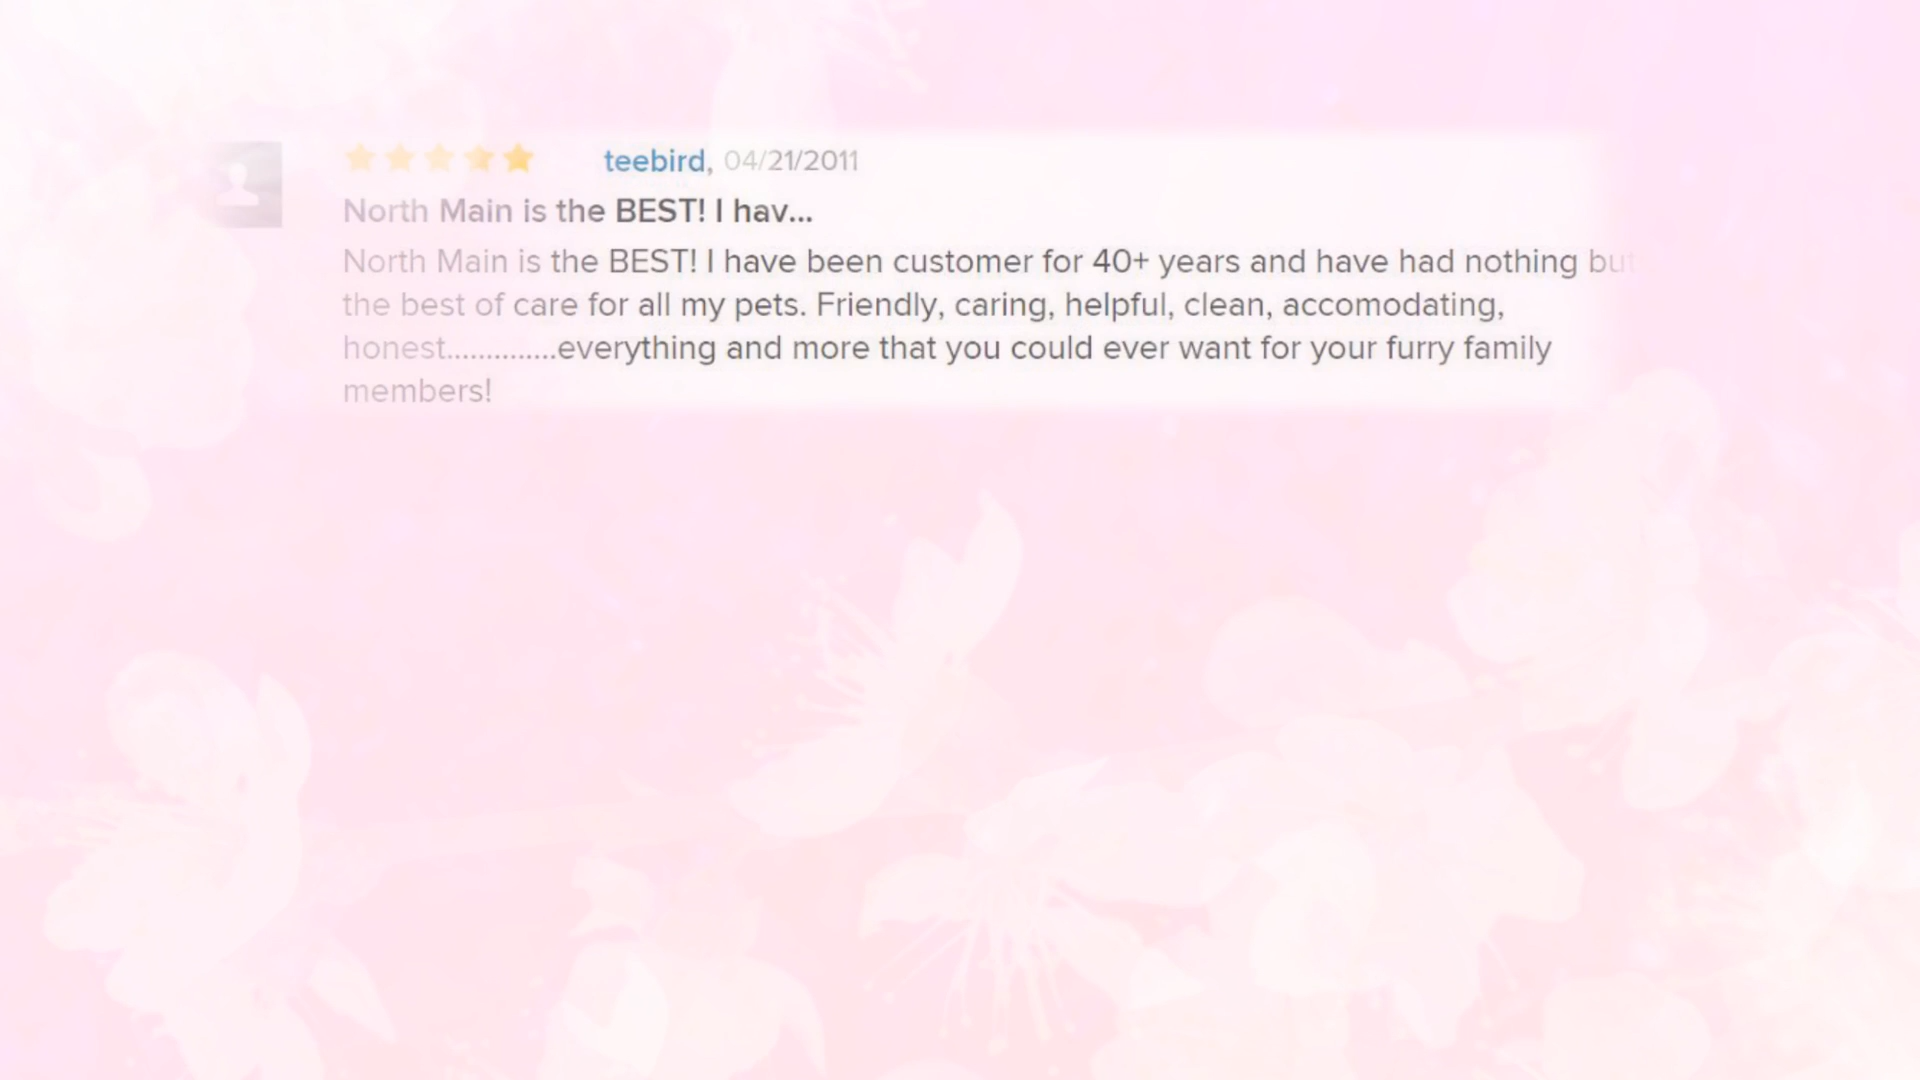 teebird, 04/21/2011
North Main is the BEST! I hav...
North Main is the BEST! I have been customer for 40+ years and have had nothing but
the best of care for all my pets. Friendly, caring, helpful, clean, accomodating,
honest..............everything and more that you could ever want for your furry family
members!